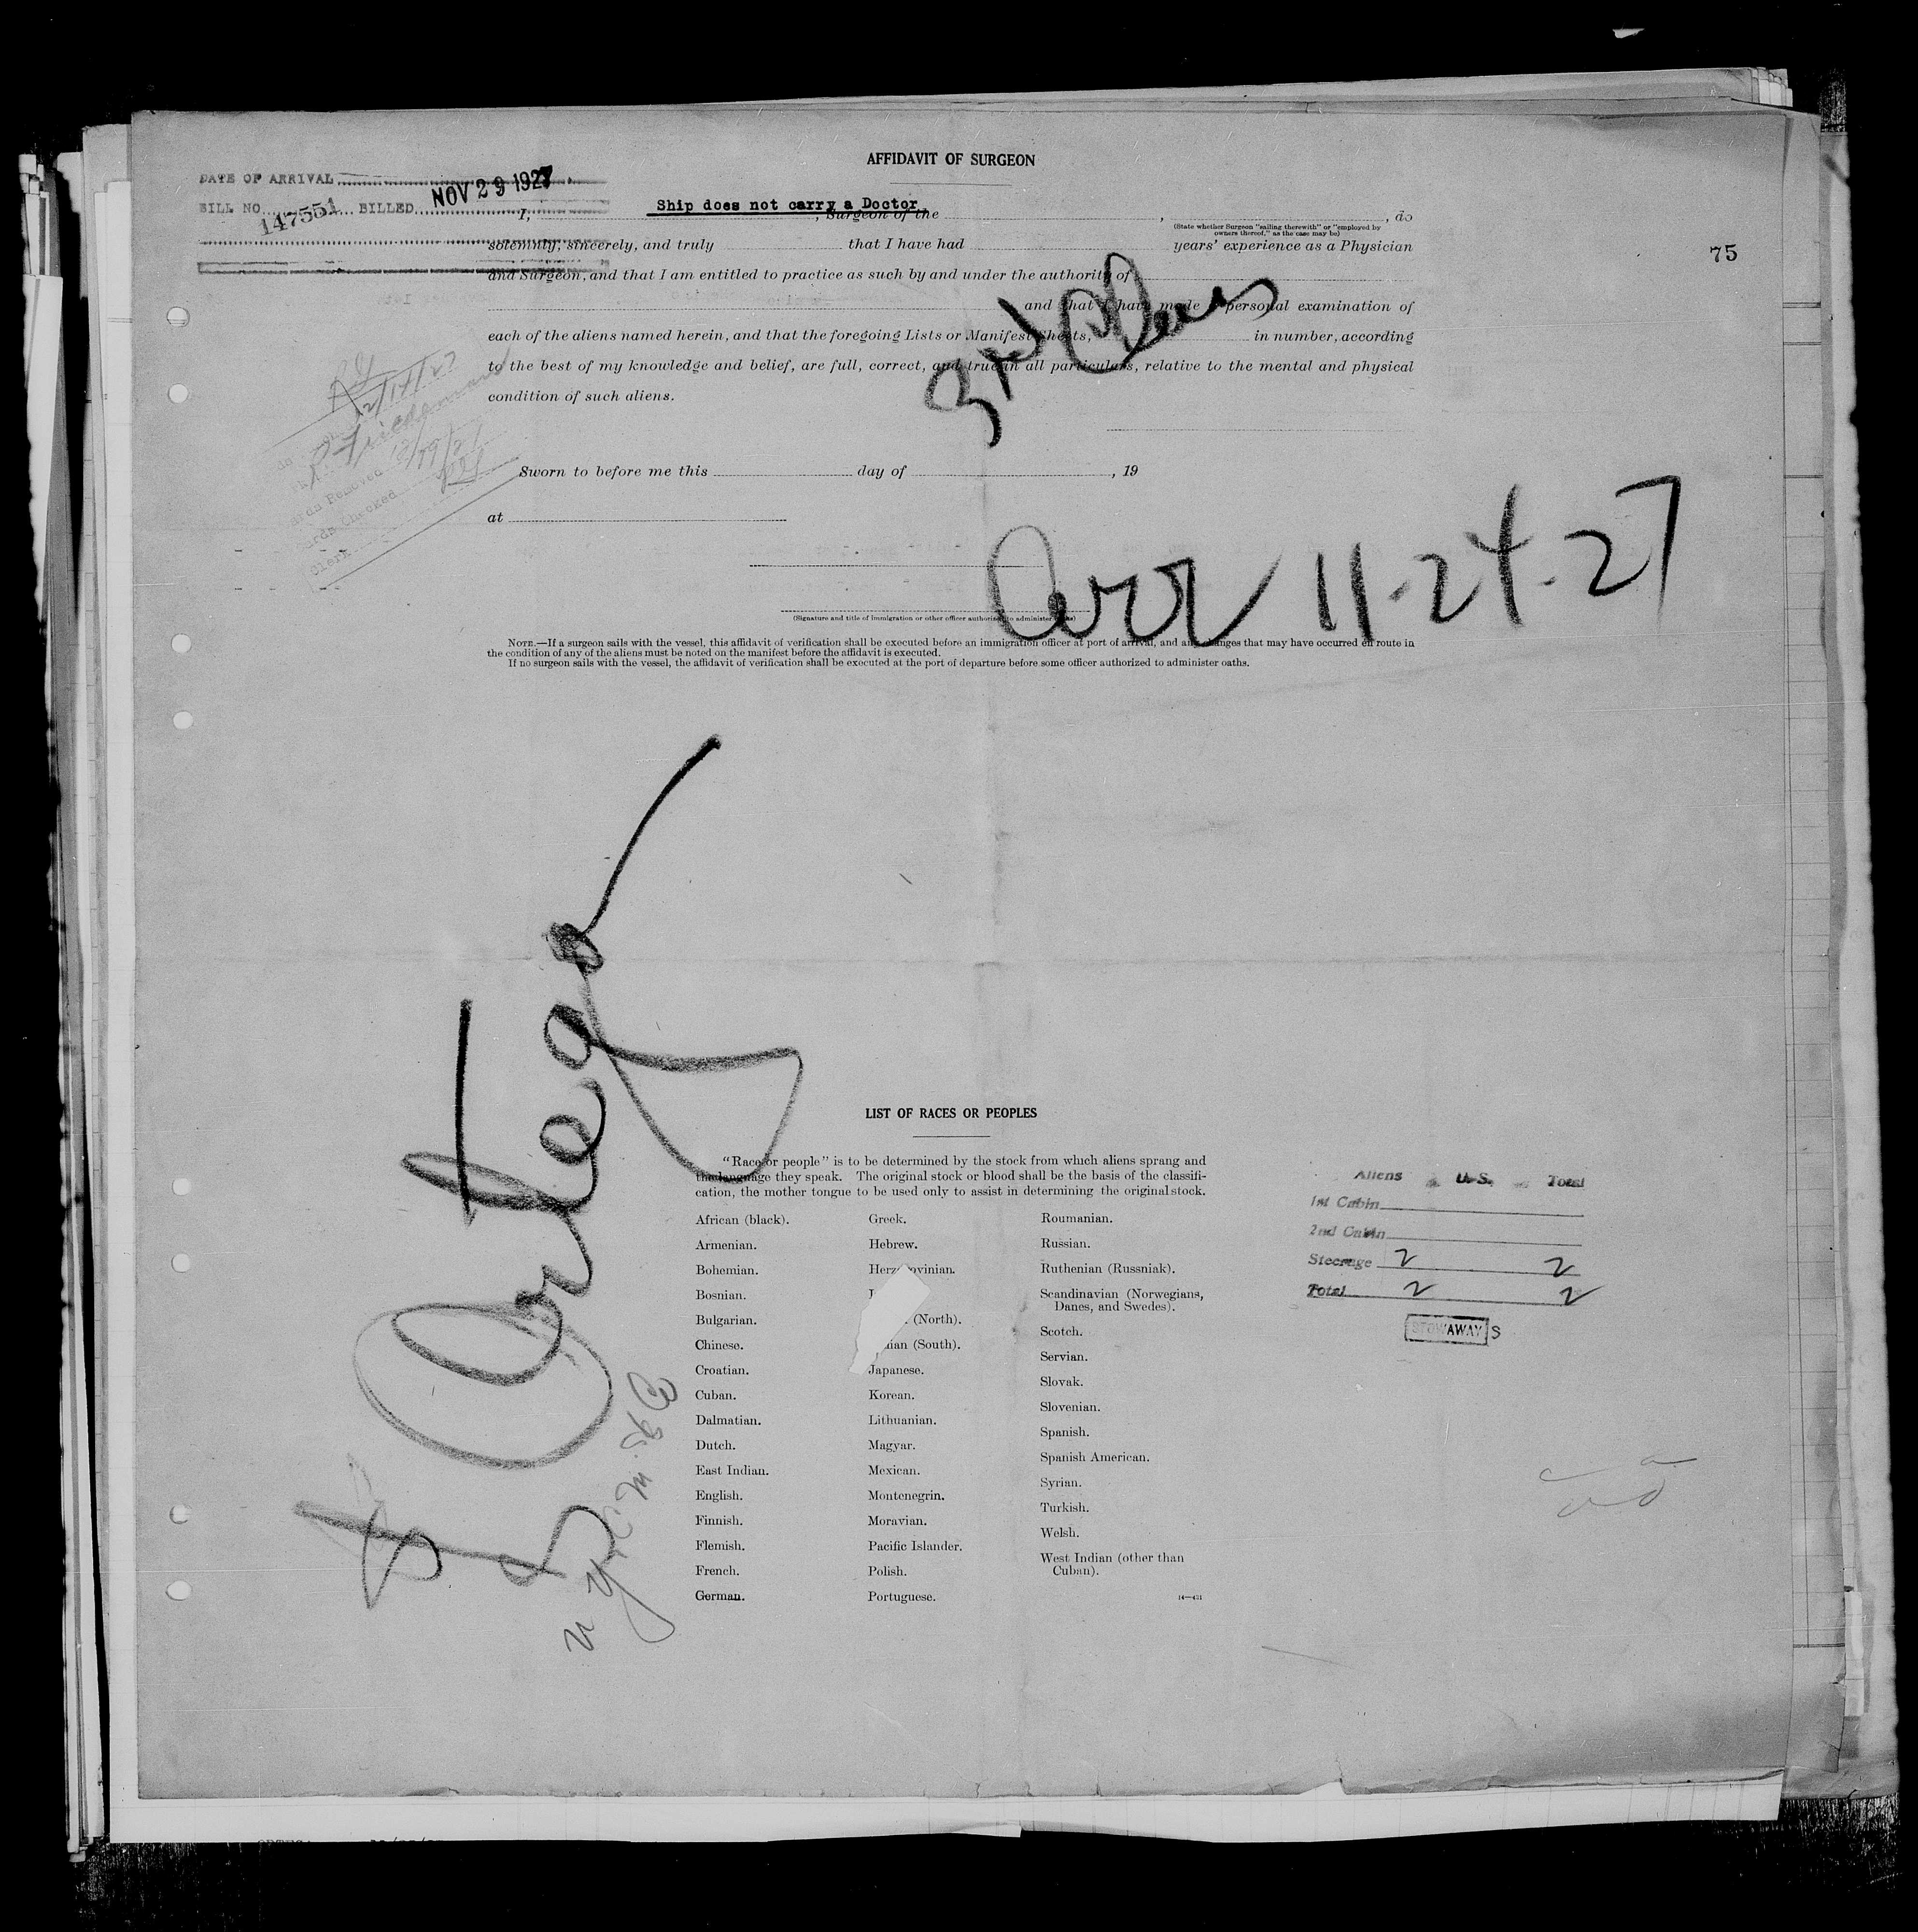 AFFIDAVIT OF SURGEON
DATE OF ARRIVAL
NOV 29 1927
BILL NO. 147551 BILLED
Ship does not carry a Doctor
I, , Surgeon of the , , do
(State whether Surgeon "sailing therewith" or "employed by
owners thereof," as the case may be)
solemnly, sincerely, and truly that I have had years' experience as a Physician
75
and Surgeon, and that I am entitled to practice as such by and under the authority of
and that I have made a personal examination of
3rd Class
each of the aliens named herein, and that the foregoing Lists or Manifest Sheets, in number, according
to the best of my knowledge and belief, are full, correct, and true in all particulars, relative to the mental and physical
condition of such aliens.
12/17/27
Friedman
Removed
Checked
Clerk
Sworn to before me this day of , 19
at
Arr 11-24-27
(Signature and title of immigration or other officer authorized to administer oaths)
NOTE.—If a surgeon sails with the vessel, this affidavit of verification shall be executed before an immigration officer at port of arrival, and any changes that may have occurred en route in
the condition of any of the aliens must be noted on the manifest before the affidavit is executed.
If no surgeon sails with the vessel, the affidavit of verification shall be executed at the port of departure before some officer authorized to administer oaths.
Ortega
LIST OF RACES OR PEOPLES
"Race or people" is to be determined by the stock from which aliens sprang and
the language they speak. The original stock or blood shall be the basis of the classifi-
cation, the mother tongue to be used only to assist in determining the original stock.
African (black).
Armenian.
Bohemian.
Bosnian.
Bulgarian.
Chinese.
Croatian.
Cuban.
Dalmatian.
Dutch.
East Indian.
English.
Finnish.
Flemish.
French.
German.
Greek.
Hebrew.
Herzegovinian.
(North).
(South).
Japanese.
Korean.
Lithuanian.
Magyar.
Mexican.
Montenegrin.
Moravian.
Pacific Islander.
Polish.
Portuguese.
Roumanian.
Russian.
Ruthenian (Russniak).
Scandinavian (Norwegians,
Danes, and Swedes).
Scotch.
Servian.
Slovak.
Slovenian.
Spanish.
Spanish American.
Syrian.
Turkish.
Welsh.
West Indian (other than
Cuban).
14—431
Aliens U.S. Total
1st Cabin
2nd Cabin
Steerage 2 2
Total 2 2
STOWAWAY S